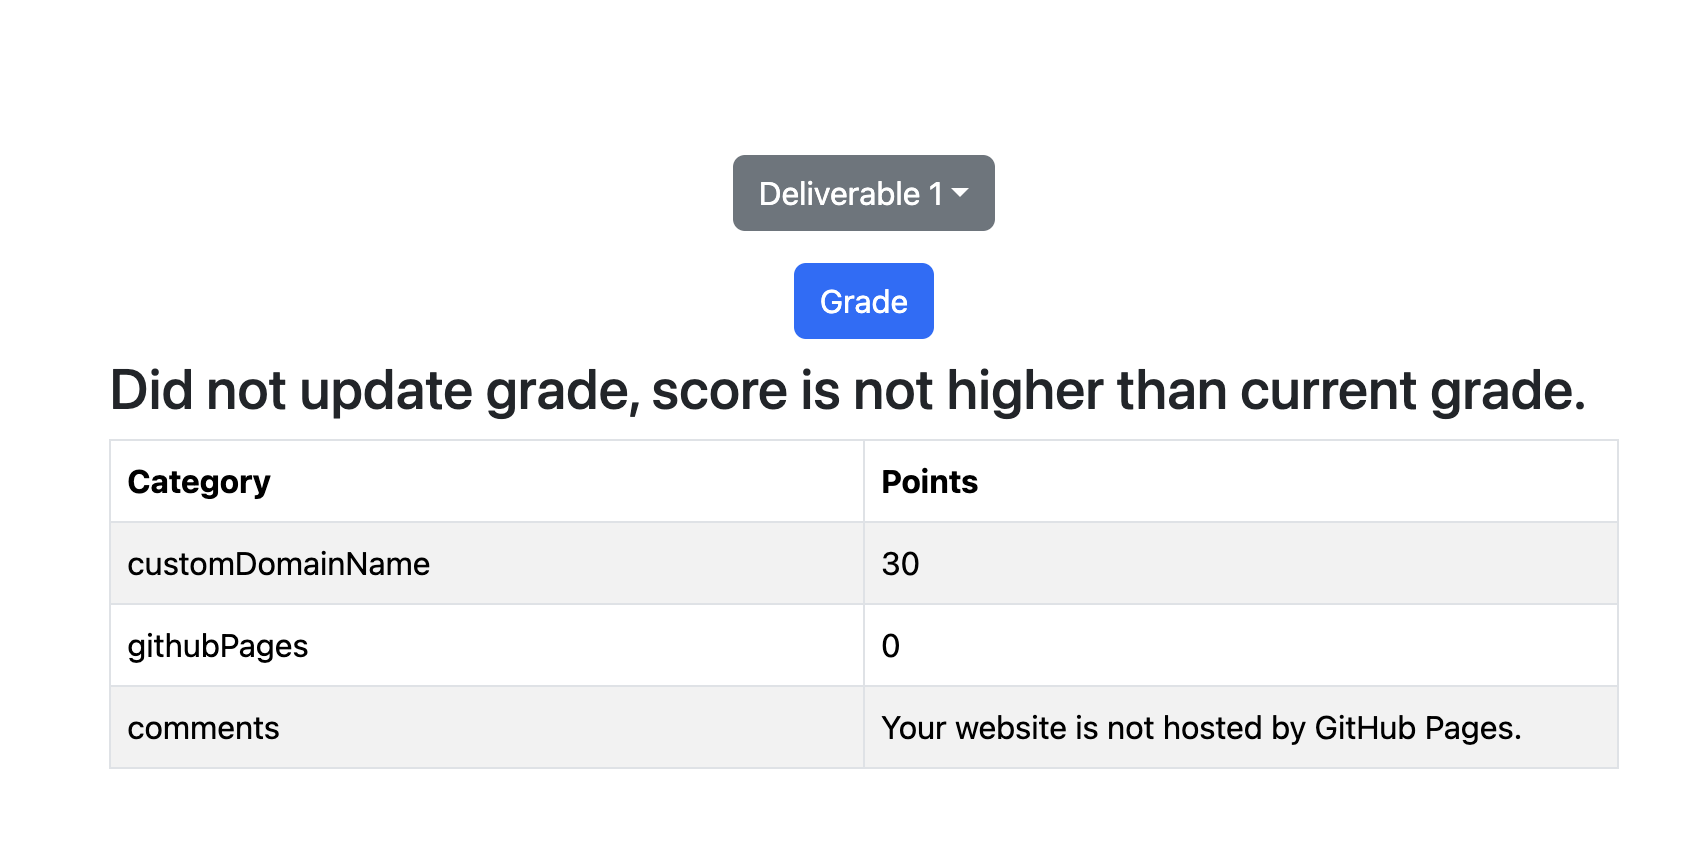 Deliverable 1
Grade
Did not update grade, score is not higher than current grade.
Category Points
customDomainName 30
githubPages 0
comments Your website is not hosted by GitHub Pages.